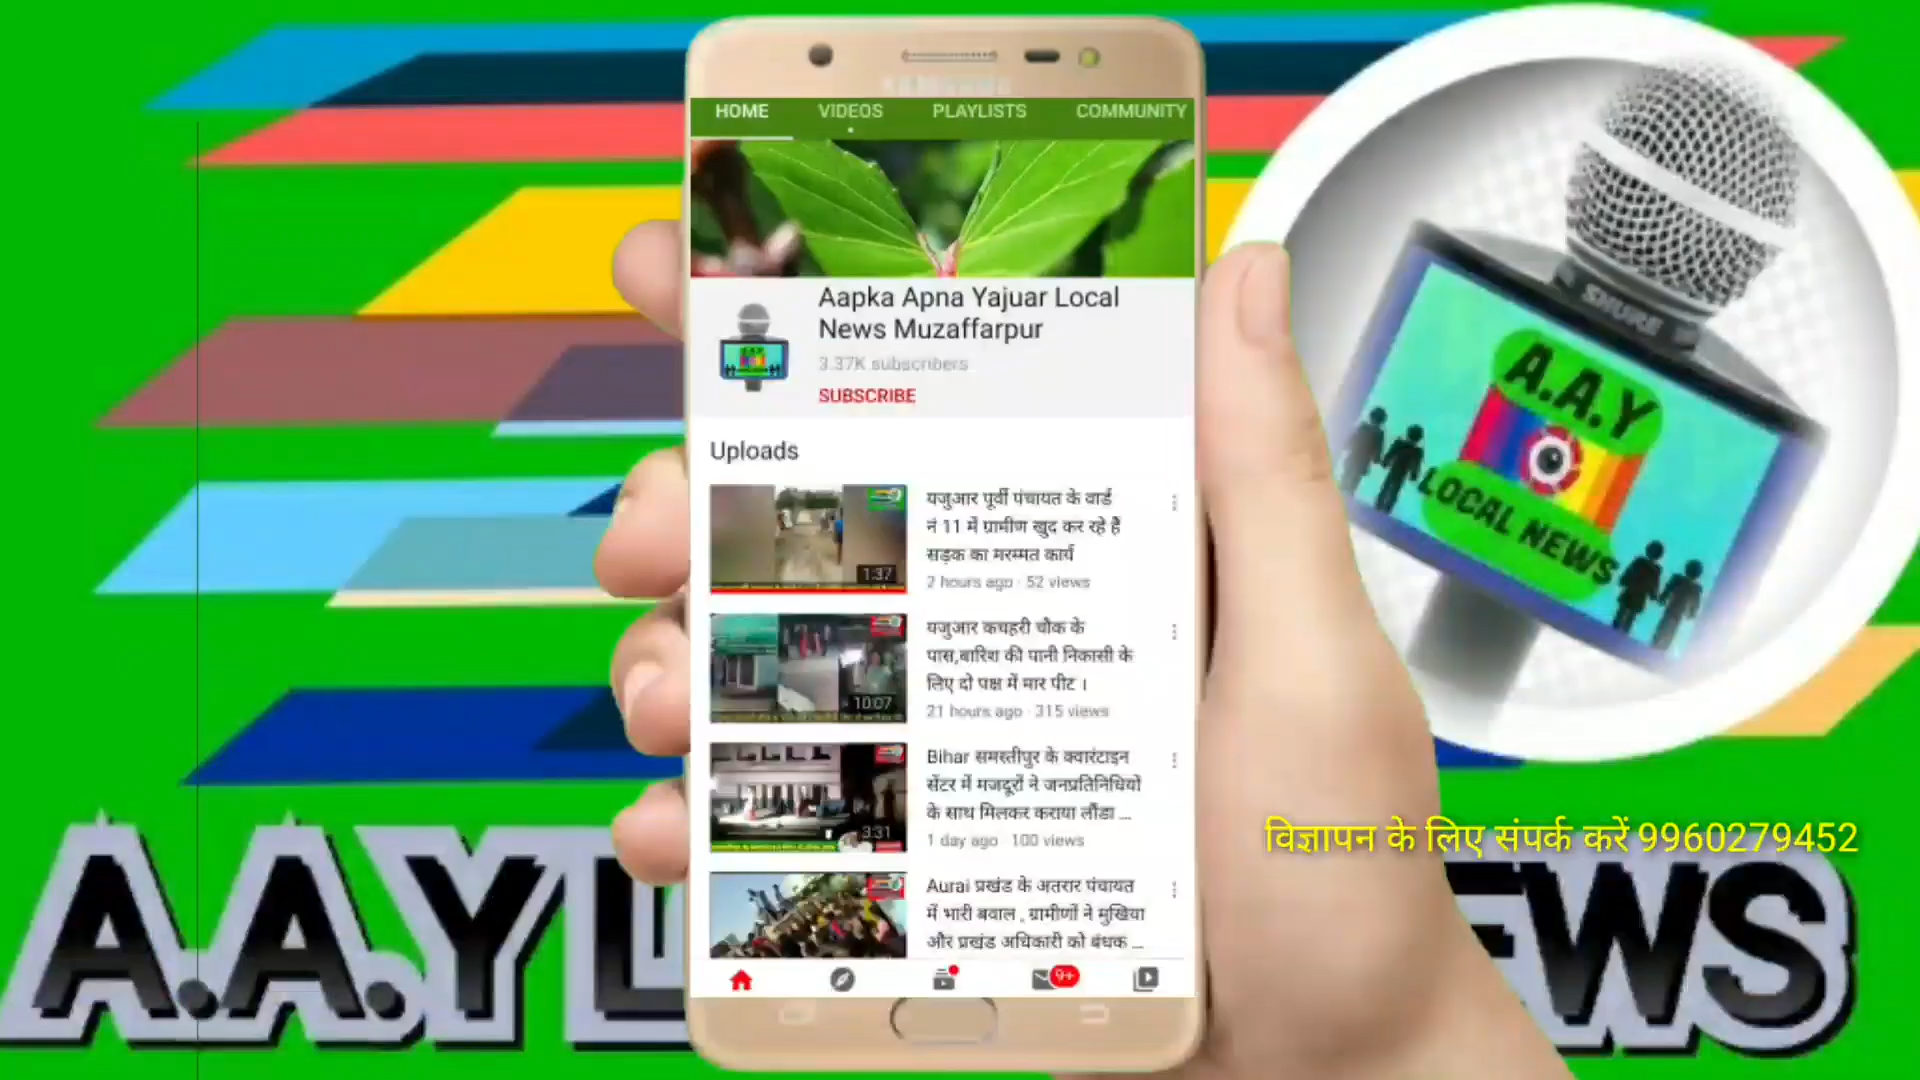 SAMSUNG
HOME VIDEOS PLAYLISTS COMMUNITY
Aapka Apna Yajuar Local
News Muzaffarpur
3.37K subscribers
SUBSCRIBE
Uploads
यजुआर पूर्वी पंचायत के वार्ड
नं 11 में ग्रामीण खुद कर रहे हैं
सड़क का मरम्मत कार्य
2 hours ago · 52 views
1:37
यजुआर कचहरी चौक के
पास,बारिश की पानी निकासी के
लिए दो पक्ष में मार पीट ।
21 hours ago · 315 views
10:07
Bihar समस्तीपुर के क्वारंटाइन
सेंटर में मजदूरों ने जनप्रतिनिधियों
के साथ मिलकर कराया लौंडा ...
1 day ago · 100 views
3:31
Aurai प्रखंड के अतरार पंचायत
में भारी बवाल , ग्रामीणों ने मुखिया
और प्रखंड अधिकारी को बंधक ...
9+
SHURE
A.A.Y
LOCAL NEWS
विज्ञापन के लिए संपर्क करें 9960279452
A.A.Y L
EWS